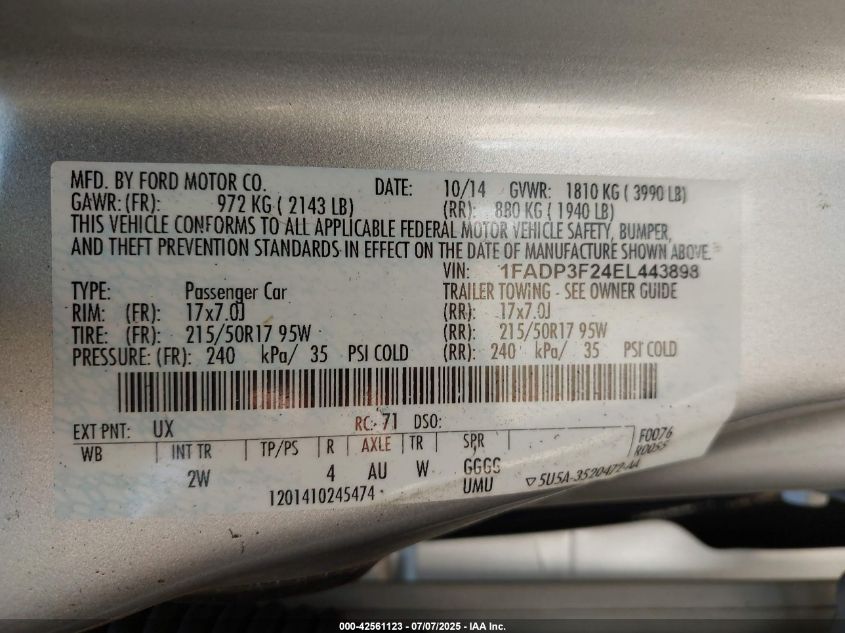 MFD. BY FORD MOTOR CO. DATE: 10/14 GVWR: 1810 KG ( 3990 LB)
GAWR: (FR): 972 KG ( 2143 LB) (RR): 880 KG ( 1940 LB)
THIS VEHICLE CONFORMS TO ALL APPLICABLE FEDERAL MOTOR VEHICLE SAFETY, BUMPER,
AND THEFT PREVENTION STANDARDS IN EFFECT ON THE DATE OF MANUFACTURE SHOWN ABOVE.
VIN: 1FADP3F24EL443898
TYPE: Passenger Car TRAILER TOWING - SEE OWNER GUIDE
RIM: (FR): 17x7.0J (RR): 17x7.0J
TIRE: (FR): 215/50R17 95W (RR): 215/50R17 95W
PRESSURE: (FR): 240 kPa/ 35 PSI COLD (RR): 240 kPa/ 35 PSI COLD
EXT PNT: UX RC: 71 DSO:
WB INT TR TP/PS R AXLE TR SPR F0076
R0055
2W 4 AU W GGGG
UMU
1201410245474
▽5U5A-3520472-AA
000-42561123 - 07/07/2025 - IAA Inc.